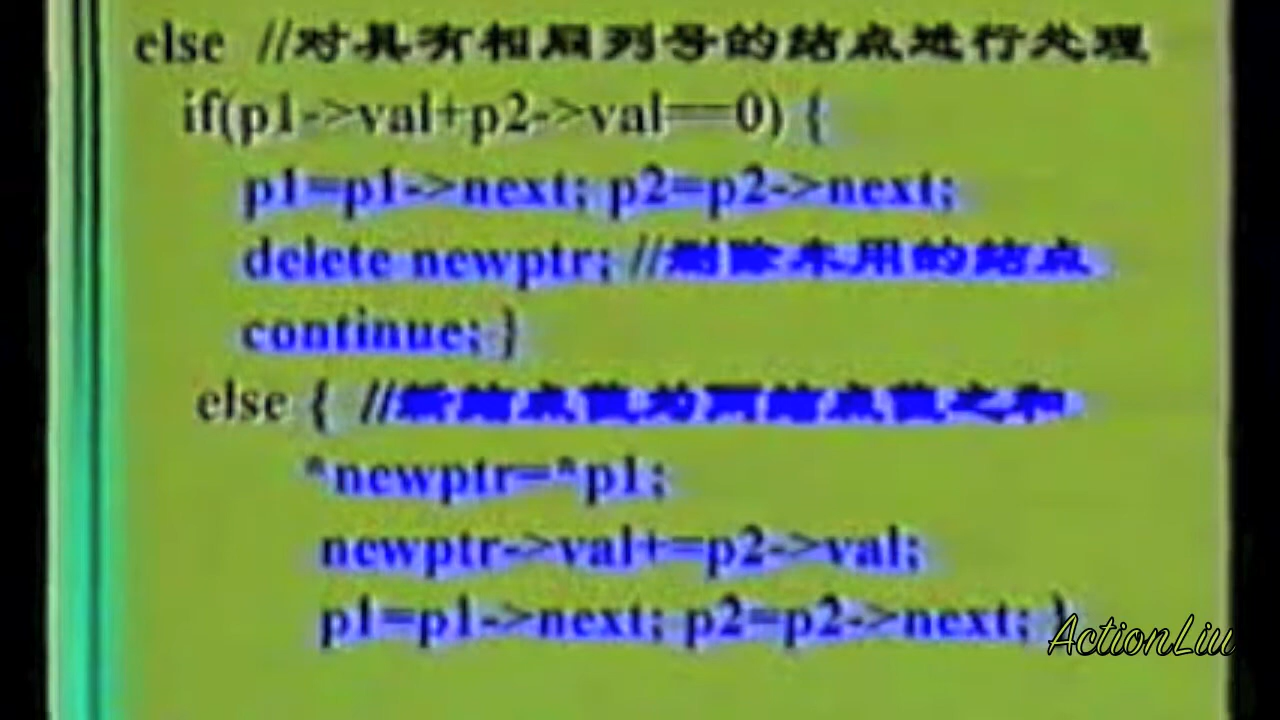 else //对具有相同列号的结点进行处理
if(p1->val+p2->val==0) {
p1=p1->next; p2=p2->next;
delete newptr; //删除未用的结点
continue; }
else { //新结点值为两结点值之和
*newptr=*p1;
newptr->val+=p2->val;
p1=p1->next; p2=p2->next; }
ActionLiu